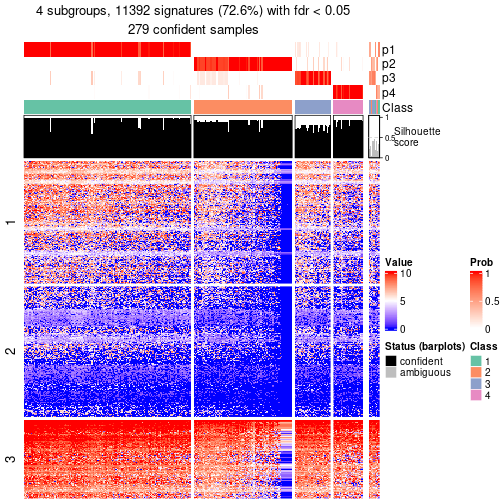 4 subgroups, 11392 signatures (72.6%) with fdr < 0.05
279 confident samples
p1
p2
p3
p4
Class
1
0.5
0
Silhouette
score
1
2
3
Value
10
5
0
Prob
1
0.5
0
Status (barplots)
confident
ambiguous
Class
1
2
3
4